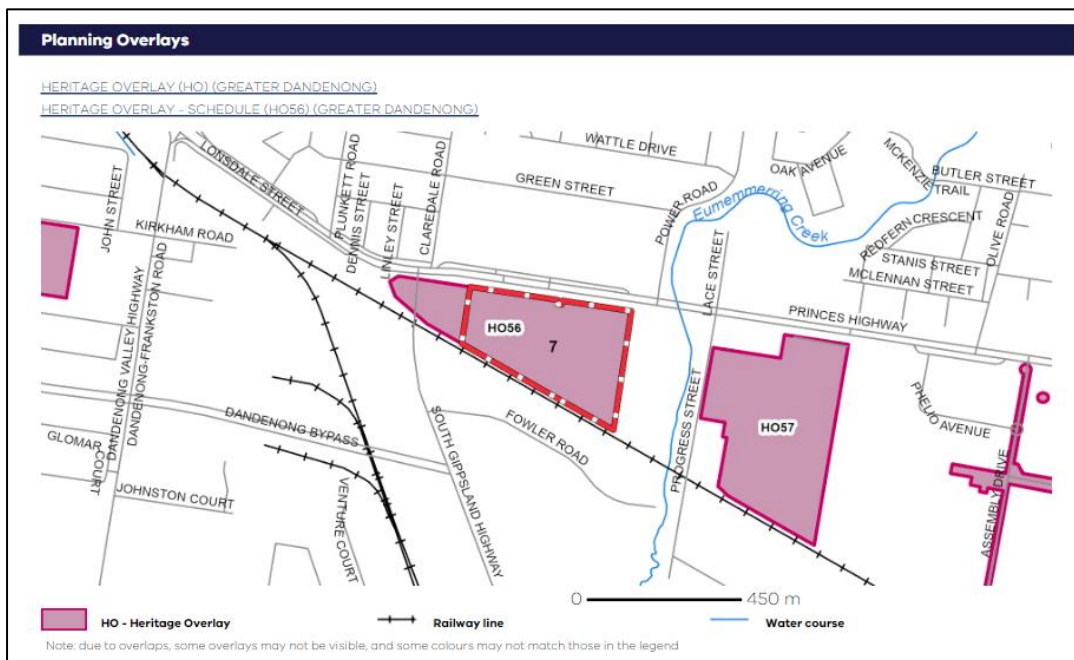 Planning Overlays
HERITAGE OVERLAY (HO) (GREATER DANDENONG)
HERITAGE OVERLAY - SCHEDULE (HO56) (GREATER DANDENONG)
WATTLE DRIVE
OAK AVENUE
MCKENZIE
TRAIL
BUTLER STREET
JOHN STREET
LONSDALE STREET
PLUNKETT ROAD
DENNIS STREET
LINLEY STREET
CLAREDALE ROAD
GREEN STREET
POWER ROAD
Eumemmerring Creek
REDFERN CRESCENT
OLIVE ROAD
KIRKHAM ROAD
STANIS STREET
MCLENNAN STREET
LACE STREET
DANDENONG VALLEY HIGHWAY
DANDENONG-FRANKSTON ROAD
PRINCES HIGHWAY
HO56
7
HO57
PROGRESS STREET
PHELIO AVENUE
FOWLER ROAD
DANDENONG BYPASS
SOUTH GIPPSLAND HIGHWAY
GLOMAR COURT
JOHNSTON COURT
VENTURE COURT
ASSEMBLY DRIVE
0 450 m
HO - Heritage Overlay
Railway line
Water course
Note: due to overlaps, some overlays may not be visible, and some colours may not match those in the legend